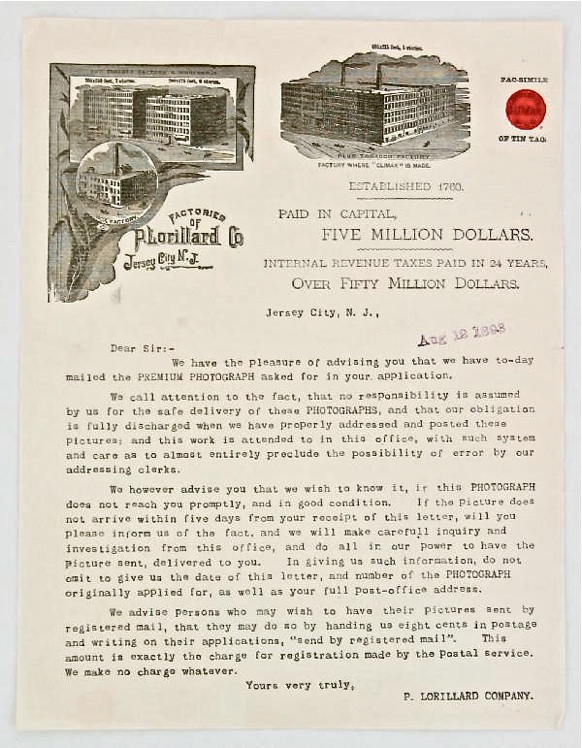 5 stories.
PLUG TOBACCO FACTORY.
FACTORY WHERE "CLIMAX" IS MADE.
FAC-SIMILE
CLIMAX
OF TIN TAG.
FACTORIES
OF
P. Lorillard Co
Jersey City N.J.
ESTABLISHED 1760.
PAID IN CAPITAL,
FIVE MILLION DOLLARS.
INTERNAL REVENUE TAXES PAID IN 24 YEARS,
OVER FIFTY MILLION DOLLARS.
Jersey City, N. J.,
Aug 12 1893
Dear Sir:-
We have the pleasure of advising you that we have to-day
mailed the PREMIUM PHOTOGRAPH asked for in your application.
We call attention to the fact, that no responsibility is assumed
by us for the safe delivery of these PHOTOGRAPHS, and that our obligation
is fully discharged when we have properly addressed and posted these
pictures; and this work is attended to in this office, with such system
and care as to almost entirely preclude the possibility of error by our
addressing clerks.
We however advise you that we wish to know it, if this PHOTOGRAPH
does not reach you promptly, and in good condition. If the picture does
not arrive within five days from your receipt of this letter, will you
please inform us of the fact, and we will make carefull inquiry and
investigation from this office, and do all in our power to have the
picture sent, delivered to you. In giving us such information, do not
omit to give us the date of this letter, and number of the PHOTOGRAPH
originally applied for, as well as your full post-office address.
We advise persons who may wish to have their pictures sent by
registered mail, that they may do so by handing us eight cents in postage
and writing on their applications, "send by registered mail". This
amount is exactly the charge for registration made by the Postal service.
We make no charge whatever.
Yours very truly,
P. LORILLARD COMPANY.